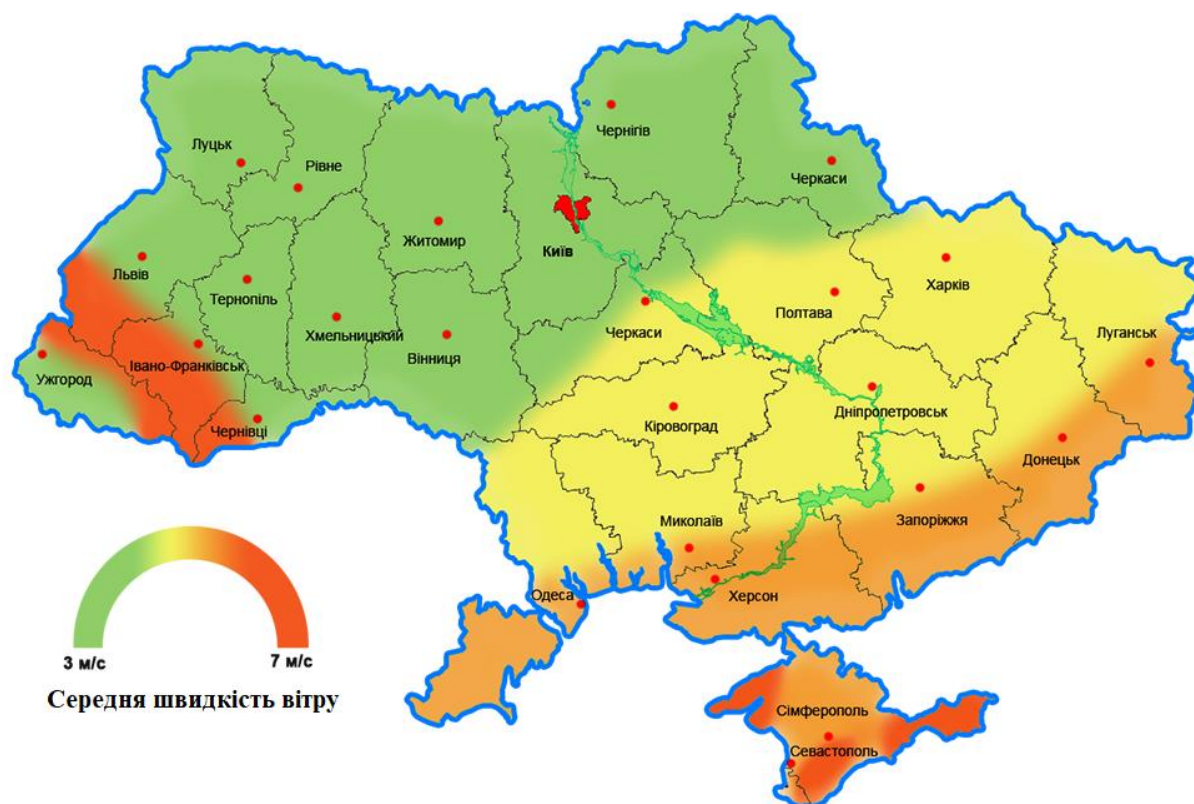 Чернігів
Луцьк
Рівне
Черкаси
Житомир
Київ
Львів
Тернопіль
Харків
Хмельницький
Вінниця
Черкаси
Полтава
Луганськ
Івано-Франківськ
Ужгород
Чернівці
Кіровоград
Дніпропетровськ
Донецьк
Миколаїв
Запоріжжя
Одеса
Херсон
3 м/с
7 м/с
Середня швидкість вітру
Сімферополь
Севастополь